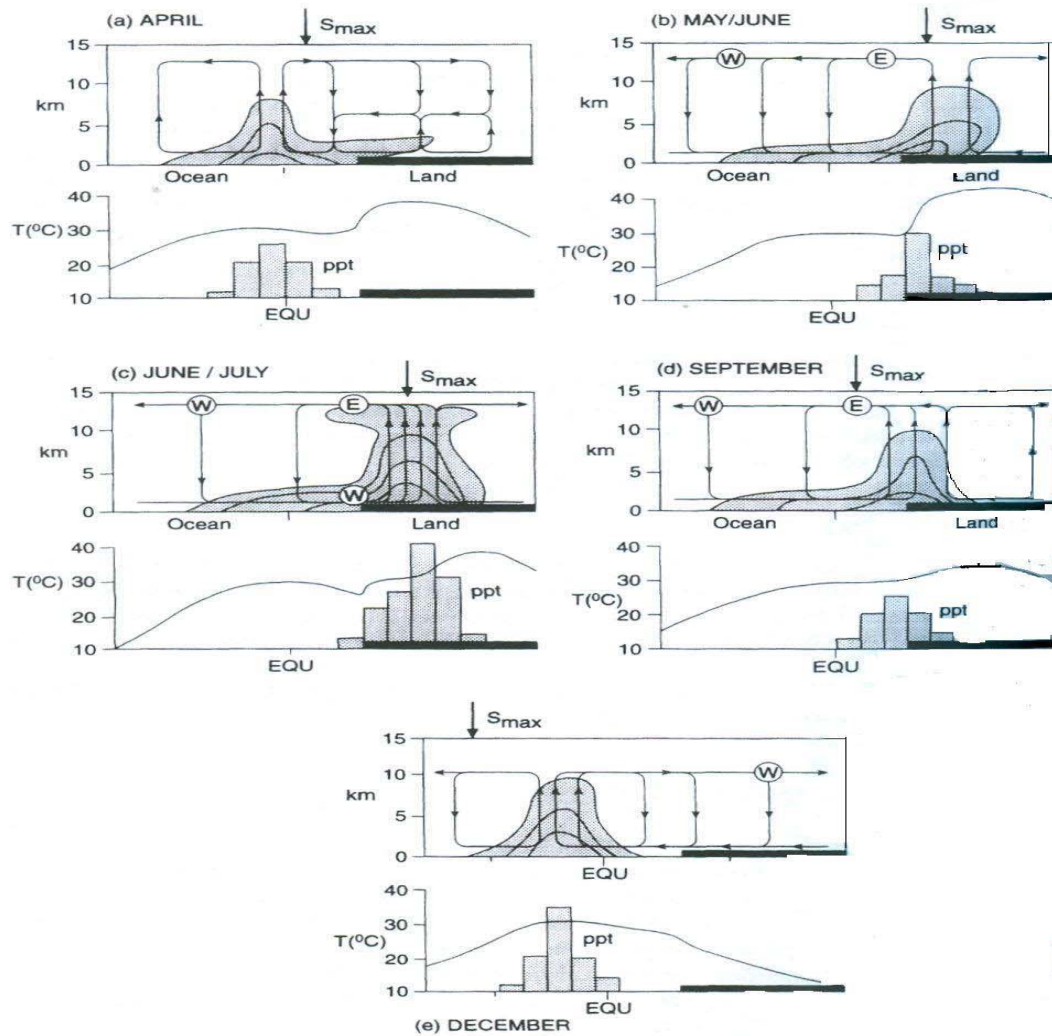 (a) APRIL
Smax
15
10
km
5
0
Ocean
Land
40
T(°C) 30
20
10
ppt
EQU
(b) MAY/JUNE
Smax
15
W
E
10
km
5
0
Ocean
Land
40
30
T(°C)
20
10
ppt
EQU
(c) JUNE / JULY
Smax
15
W
E
10
km
5
W
0
Ocean
Land
40
T(°C) 30
20
10
ppt
EQU
(d) SEPTEMBER
Smax
15
W
E
10
km
5
0
Ocean
Land
40
T(°C) 30
20
10
ppt
EQU
Smax
15
10
W
km
5
0
EQU
40
30
T(°C)
20
10
ppt
EQU
(e) DECEMBER